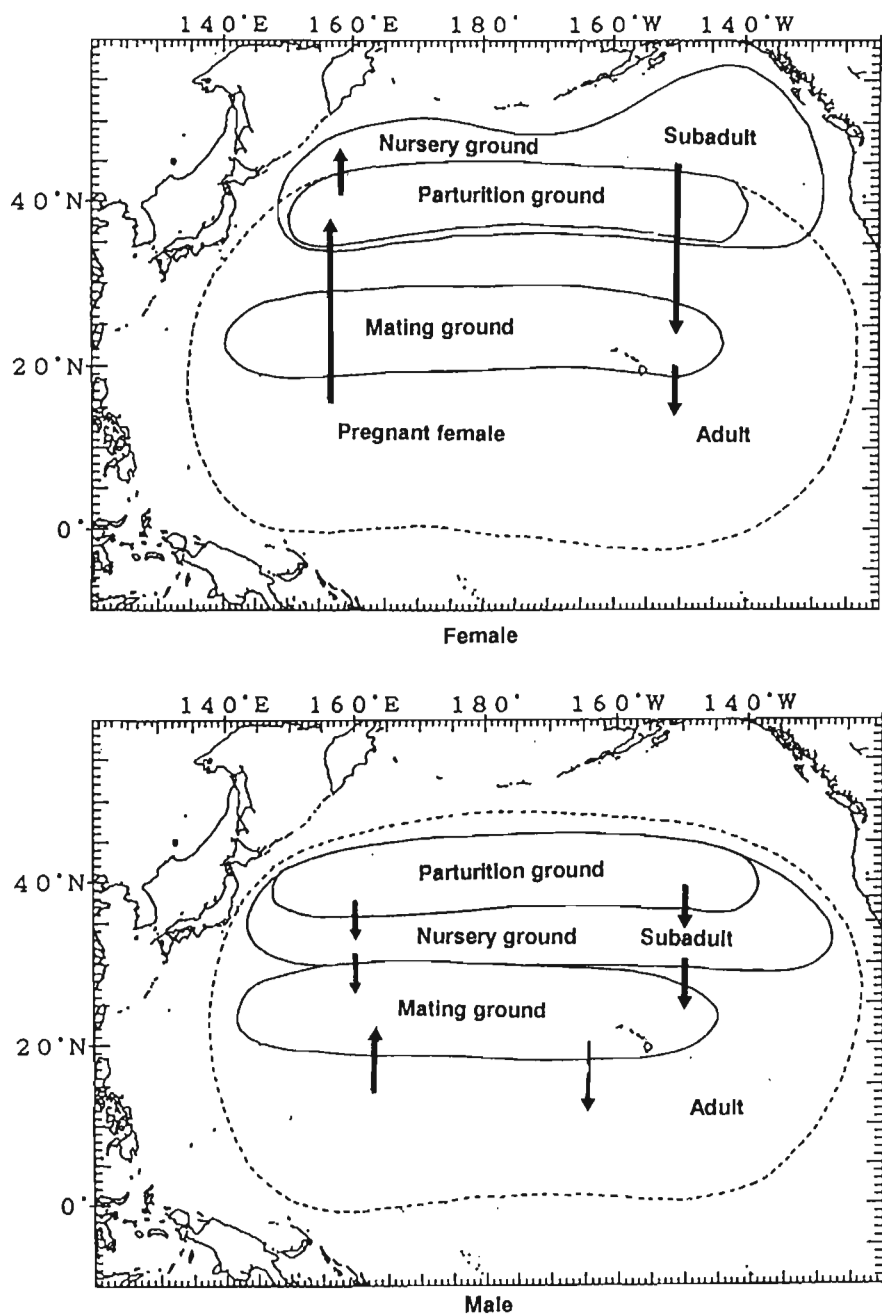 140°E 160°E 180° 160°W 140°W
Nursery ground Subadult
Parturition ground
40°N
Mating ground
20°N
Pregnant female Adult
0°
Female
140°E 160°E 180° 160°W 140°W
Parturition ground
40°N
Nursery ground Subadult
Mating ground
20°N
Adult
0°
Male